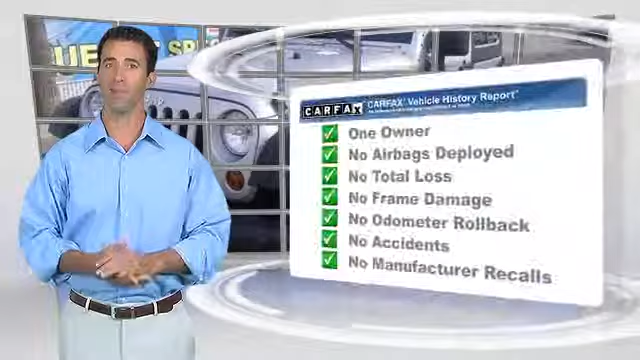 CARFAX CARFAX Vehicle History Report™
One Owner
No Airbags Deployed
No Total Loss
No Frame Damage
No Odometer Rollback
No Accidents
No Manufacturer Recalls